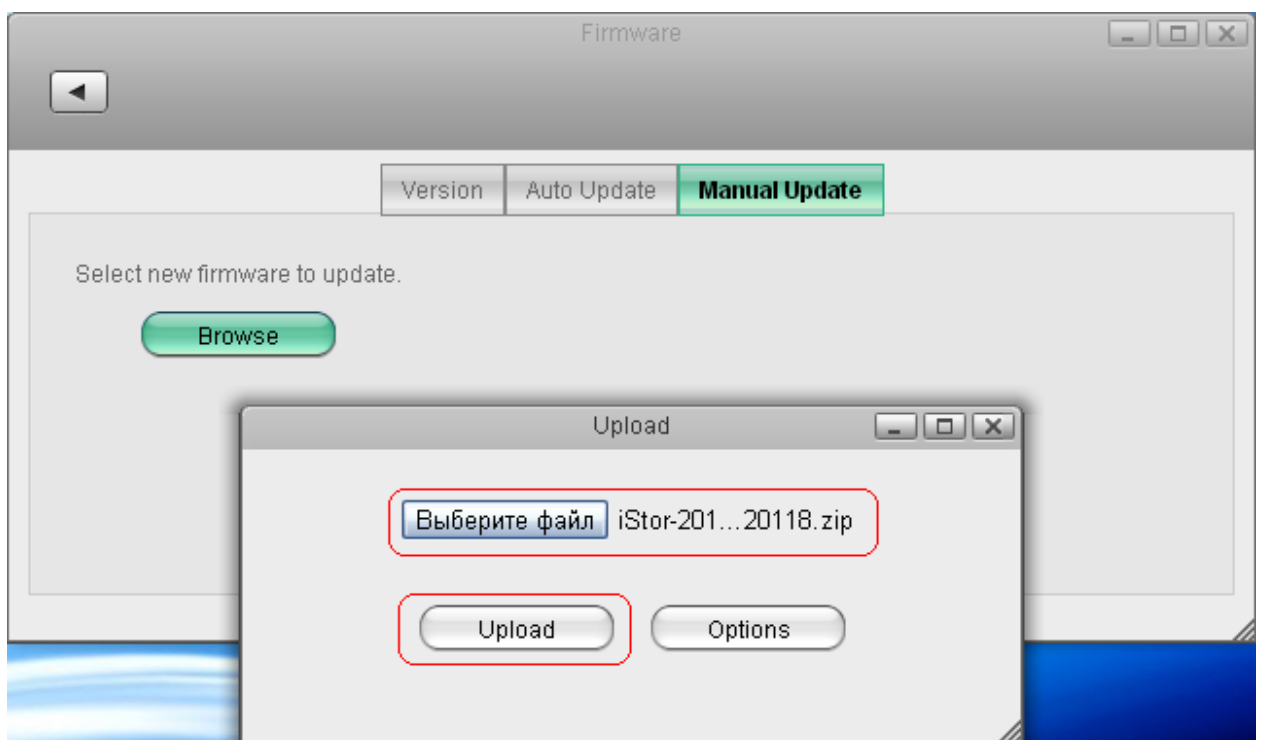 Firmware
Version Auto Update Manual Update
Select new firmware to update.
Browse
Upload
Выберите файл iStor-201...20118.zip
Upload Options